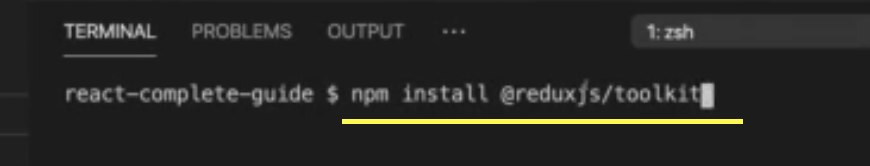 TERMINAL PROBLEMS OUTPUT ... 1: zsh
react-complete-guide $ npm install @reduxjs/toolkit